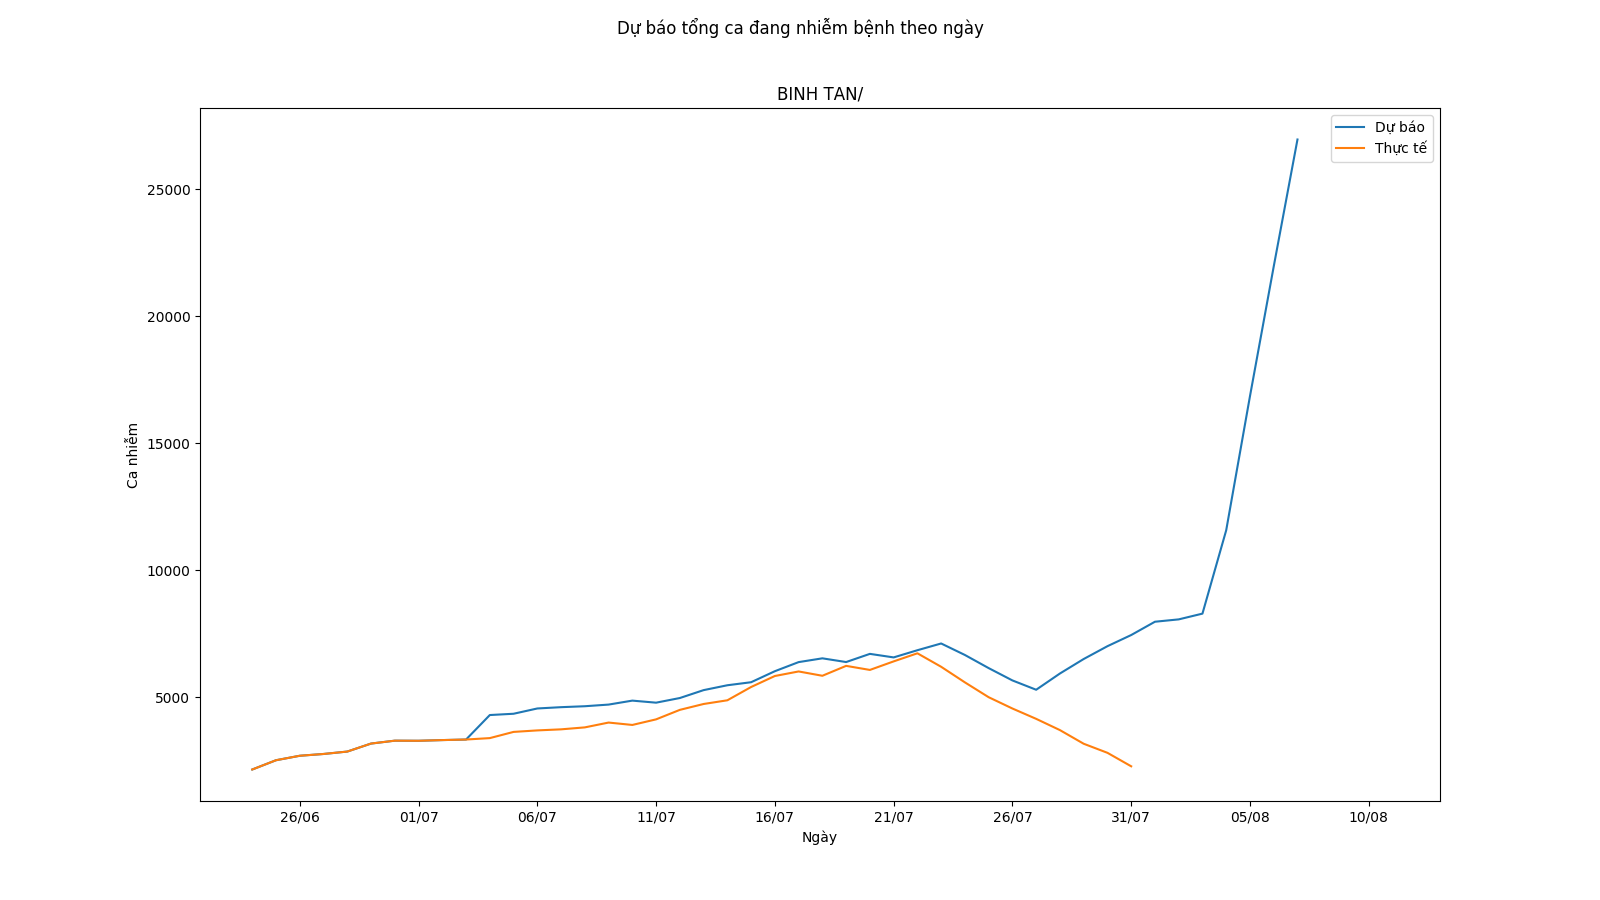 Dự báo tổng ca đang nhiễm bệnh theo ngày
BINH TAN/
Dự báo
Thực tế
25000
20000
15000
10000
5000
Ca nhiễm
26/06 01/07 06/07 11/07 16/07 21/07 26/07 31/07 05/08 10/08
Ngày